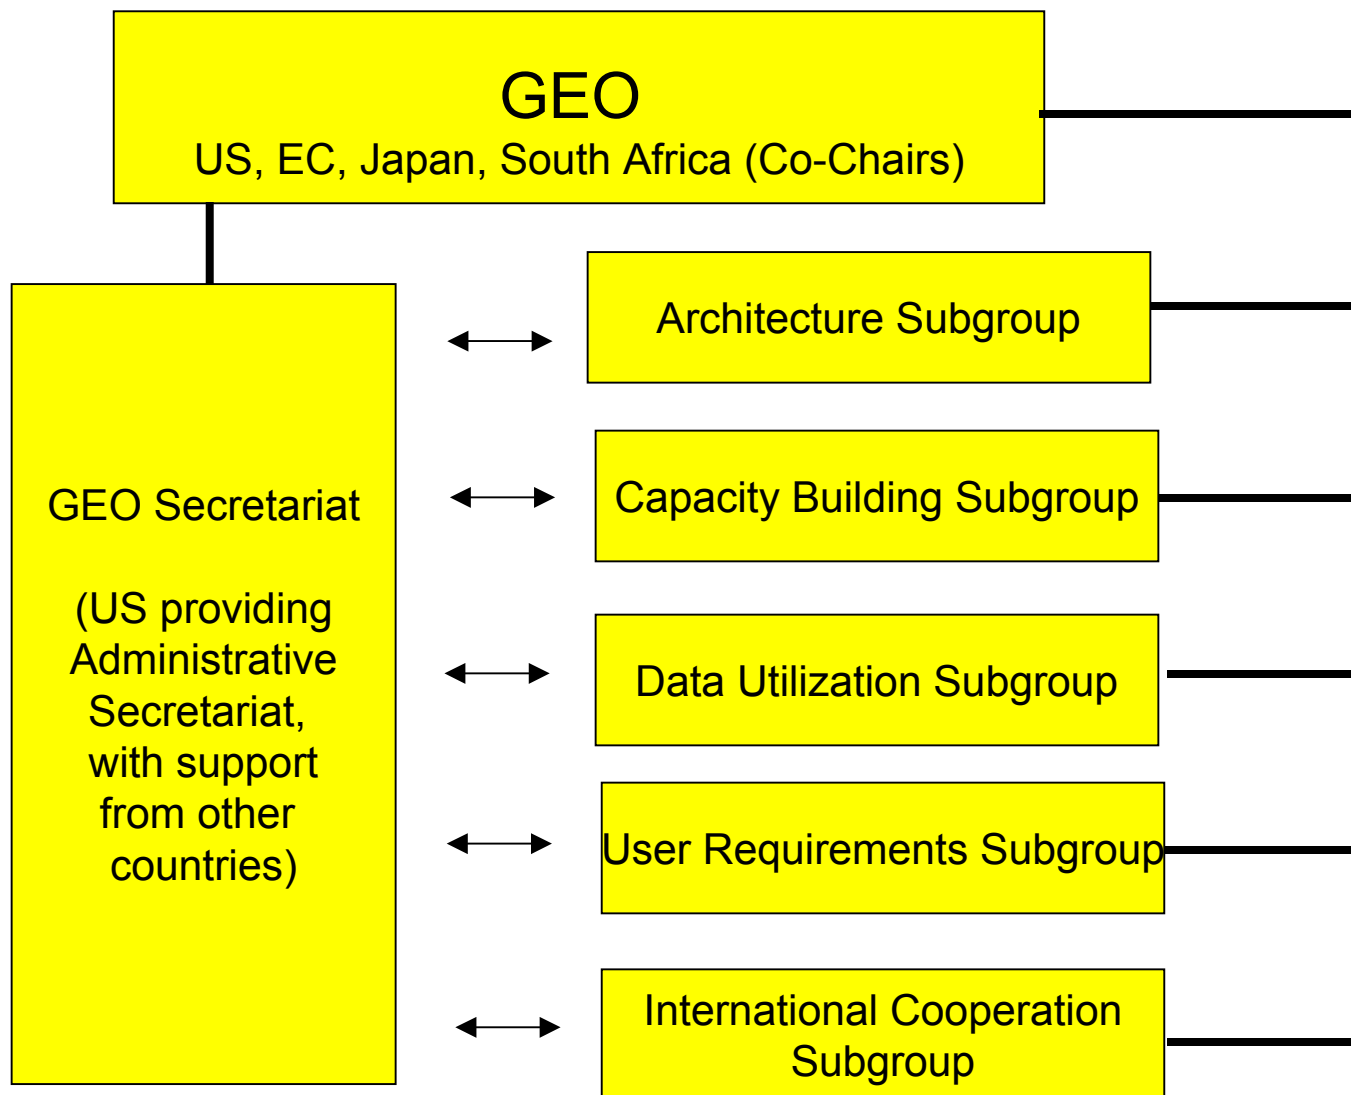 GEO
US, EC, Japan, South Africa (Co-Chairs)
GEO Secretariat
(US providing
Administrative
Secretariat,
with support
from other
countries)
Architecture Subgroup
Capacity Building Subgroup
Data Utilization Subgroup
User Requirements Subgroup
International Cooperation
Subgroup